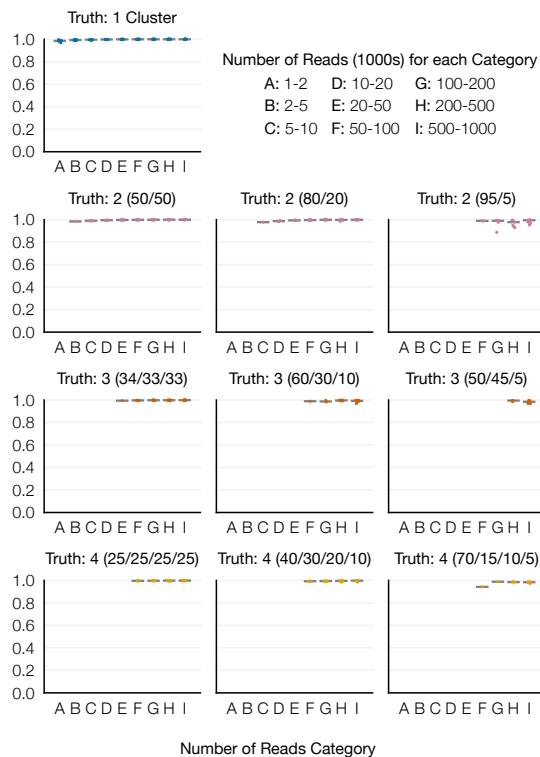 Truth: 1 Cluster
1.0
0.8
0.6
0.4
0.2
0.0
A B C D E F G H I
Number of Reads (1000s) for each Category
A: 1-2 D: 10-20 G: 100-200
B: 2-5 E: 20-50 H: 200-500
C: 5-10 F: 50-100 I: 500-1000
Truth: 2 (50/50) Truth: 2 (80/20) Truth: 2 (95/5)
1.0
0.8
0.6
0.4
0.2
0.0
A B C D E F G H I A B C D E F G H I A B C D E F G H I
Truth: 3 (34/33/33) Truth: 3 (60/30/10) Truth: 3 (50/45/5)
1.0
0.8
0.6
0.4
0.2
0.0
A B C D E F G H I A B C D E F G H I A B C D E F G H I
Truth: 4 (25/25/25/25) Truth: 4 (40/30/20/10) Truth: 4 (70/15/10/5)
1.0
0.8
0.6
0.4
0.2
0.0
A B C D E F G H I A B C D E F G H I A B C D E F G H I
Number of Reads Category